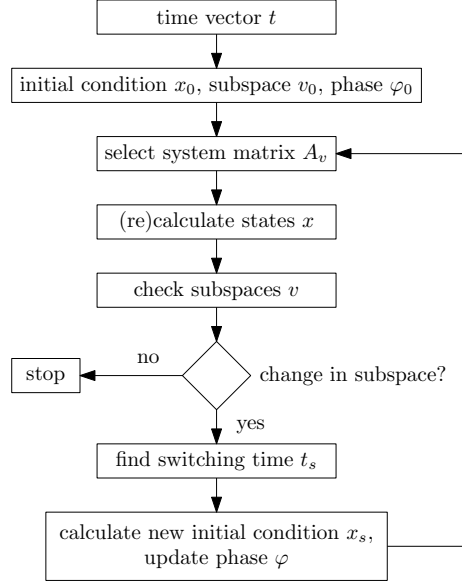 time vector t
initial condition x₀, subspace v₀, phase φ₀
select system matrix Aᵥ
(re)calculate states x
check subspaces v
no
stop
change in subspace?
yes
find switching time tₛ
calculate new initial condition xₛ,
update phase φ